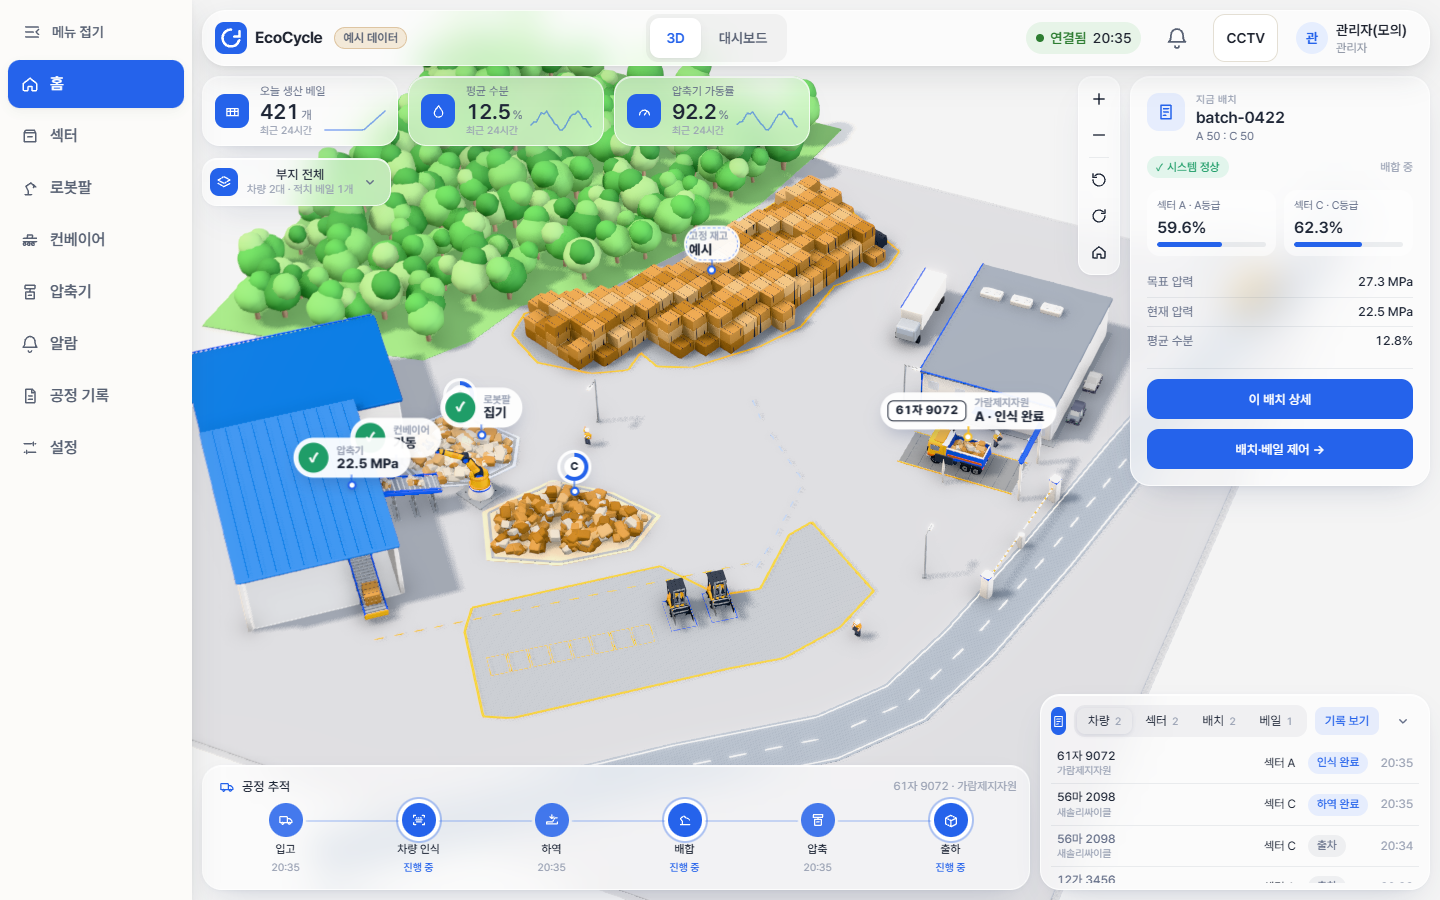 메뉴 접기
홈
섹터
로봇팔
컨베이어
압축기
알람
공정 기록
설정
EcoCycle
예시 데이터
3D
대시보드
연결됨 20:35
CCTV
관
관리자(모의)
관리자
오늘 생산 베일
421 개
최근 24시간
평균 수분
12.5 %
최근 24시간
압축기 가동률
92.2 %
최근 24시간
부지 전체
차량 2대 · 적치 베일 1개
고정 재고
예시
로봇팔
집기
컨베이어
압축기
22.5 MPa
C
61자 9072
가람제지자원
A · 인식 완료
지금 배치
batch-0422
A 50 : C 50
✓ 시스템 정상
배합 중
섹터 A · A등급
59.6%
섹터 C · C등급
62.3%
목표 압력
27.3 MPa
현재 압력
22.5 MPa
평균 수분
12.8%
이 배치 상세
배치·베일 제어 →
차량 2
섹터 2
배치 2
베일 1
기록 보기
61자 9072
가람제지자원
섹터 A
인식 완료
20:35
56마 2098
새솔리싸이클
섹터 C
하역 완료
20:35
56마 2098
새솔리싸이클
섹터 C
출차
20:34
12가 3456
공정 추적
61자 9072 · 가람제지자원
입고
20:35
차량 인식
진행 중
하역
20:35
배합
진행 중
압축
20:35
출하
진행 중